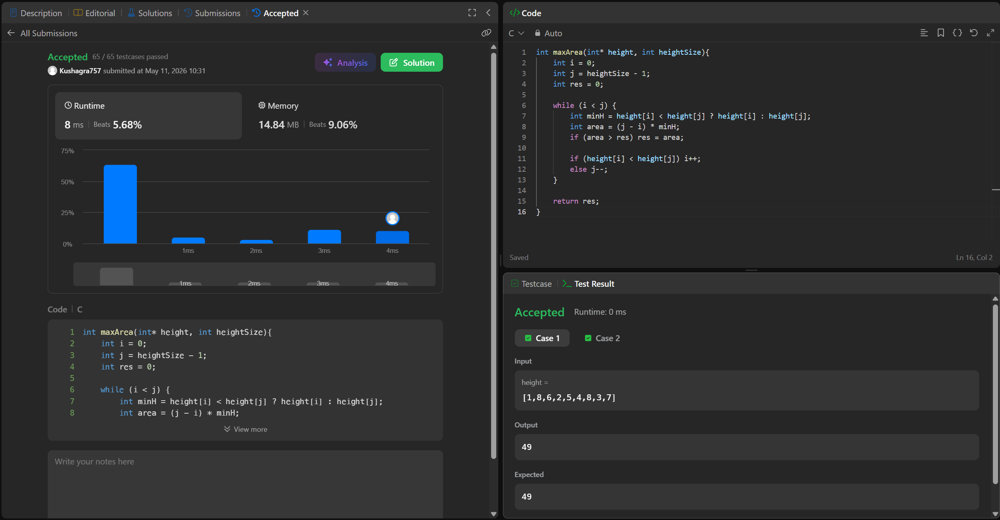 Description
Editorial
Solutions
Submissions
Accepted
All Submissions
Accepted 65 / 65 testcases passed
Kushagra757 submitted at May 11, 2026 10:31
Analysis
Solution
Runtime
8 ms Beats 5.68%
Memory
14.84 MB Beats 9.06%
75%
50%
25%
0%
1ms 2ms 3ms 4ms
1ms 2ms 3ms 4ms
Code C
1 int maxArea(int* height, int heightSize){
2 int i = 0;
3 int j = heightSize - 1;
4 int res = 0;
5
6 while (i < j) {
7 int minH = height[i] < height[j] ? height[i] : height[j];
8 int area = (j - i) * minH;
View more
Write your notes here
</> Code
C Auto
1 int maxArea(int* height, int heightSize){
2 int i = 0;
3 int j = heightSize - 1;
4 int res = 0;
5
6 while (i < j) {
7 int minH = height[i] < height[j] ? height[i] : height[j];
8 int area = (j - i) * minH;
9 if (area > res) res = area;
10
11 if (height[i] < height[j]) i++;
12 else j--;
13 }
14
15 return res;
16 }
Saved
Ln 16, Col 2
Testcase
Test Result
Accepted Runtime: 0 ms
Case 1
Case 2
Input
height =
[1,8,6,2,5,4,8,3,7]
Output
49
Expected
49